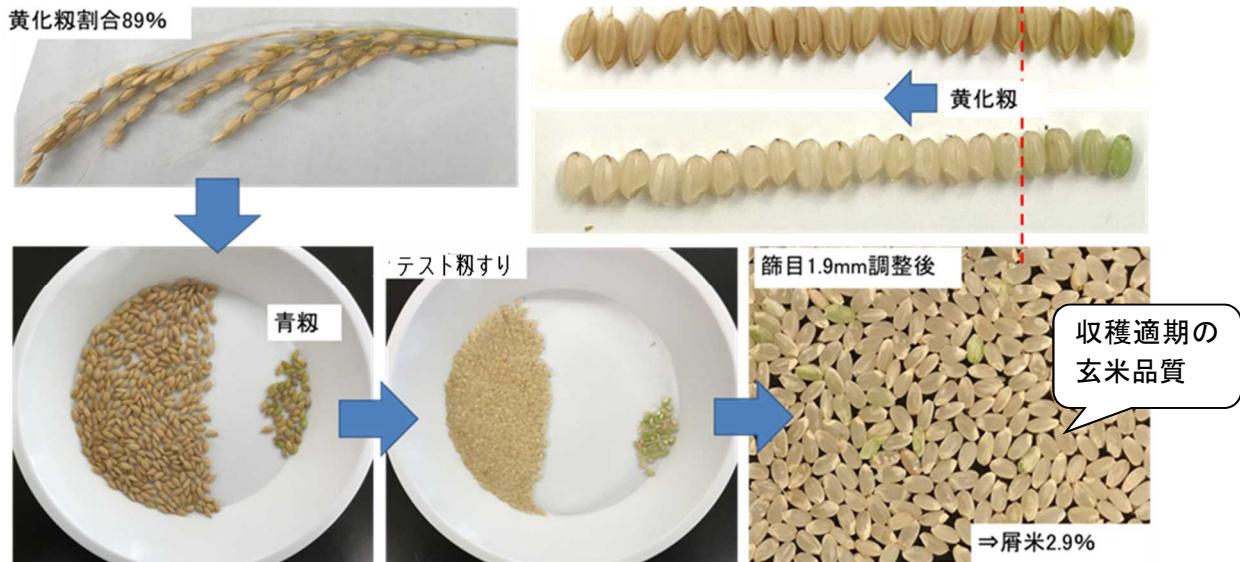 黄化籾割合89%
黄化籾
青籾
テスト籾すり
篩目1.9mm調整後
収穫適期の
玄米品質
⇒屑米2.9%